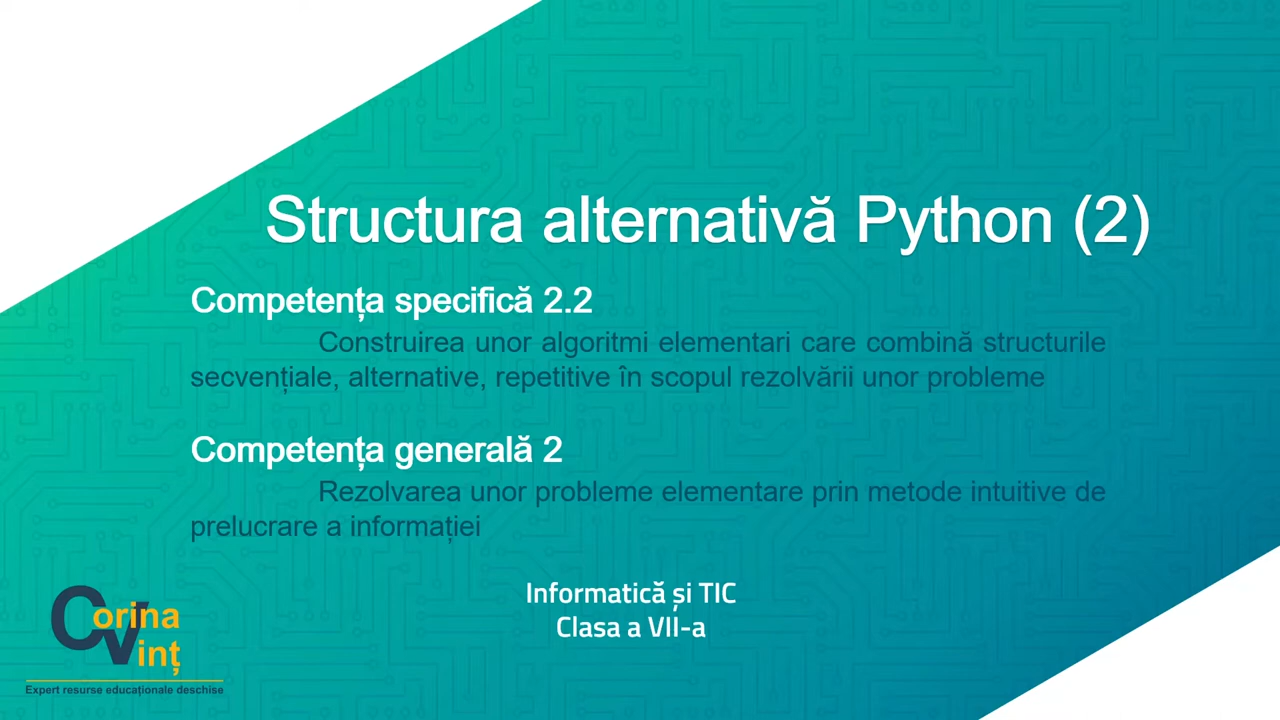 Structura alternativă Python (2)
Competența specifică 2.2
Construirea unor algoritmi elementari care combină structurile
secvențiale, alternative, repetitive în scopul rezolvării unor probleme
Competența generală 2
Rezolvarea unor probleme elementare prin metode intuitive de
prelucrare a informației
Informatică și TIC
Clasa a VII-a
Corina
Vinț
Expert resurse educaționale deschise